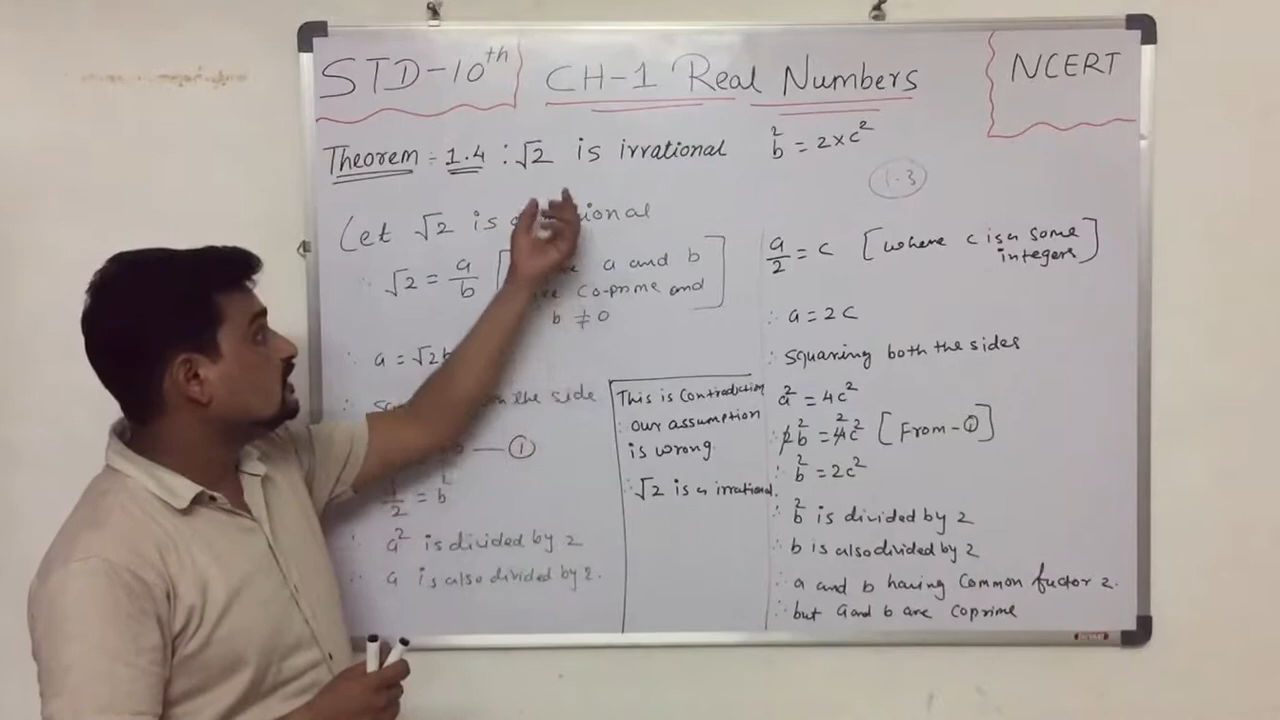 STD-10th
CH-1 Real Numbers
NCERT
Theorem : 1.4 : √2 is irrational
b² = 2×c²
1.3
Let √2 is
∴ √2 = a/b [ a and b
co-prime and ]
b ≠ 0
∴ a = √2b
∴ the side
— ①
/2 = b²
∴ a² is divided by 2
∴ a is also divided by 2.
This is Contradiction
∴ our assumption
is wrong.
∴ √2 is a irrational.
a/2 = c [where c is a some
integers]
∴ a = 2c
∴ squaring both the sides
a² = 4c²
∴ 2b² = 4²c² [From - ①]
∴ b² = 2c²
∴ b² is divided by 2
∴ b is also divided by 2
∴ a and b having Common factor 2.
∴ but a and b are coprime